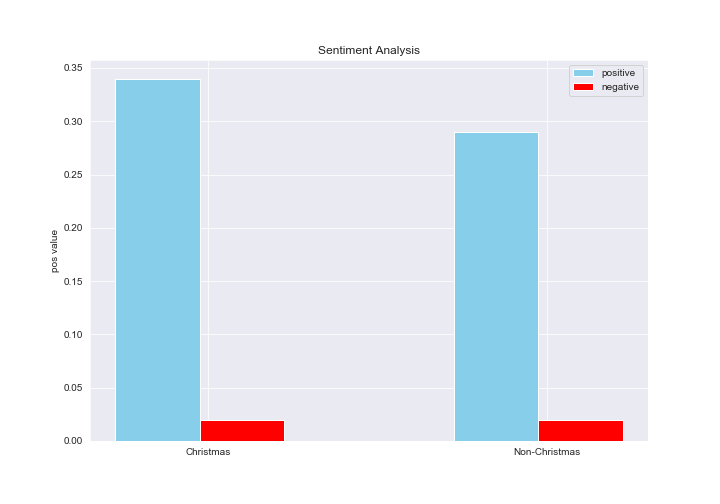 Sentiment Analysis
positive
negative
0.35
0.30
0.25
0.20
0.15
0.10
0.05
0.00
pos value
Christmas
Non-Christmas